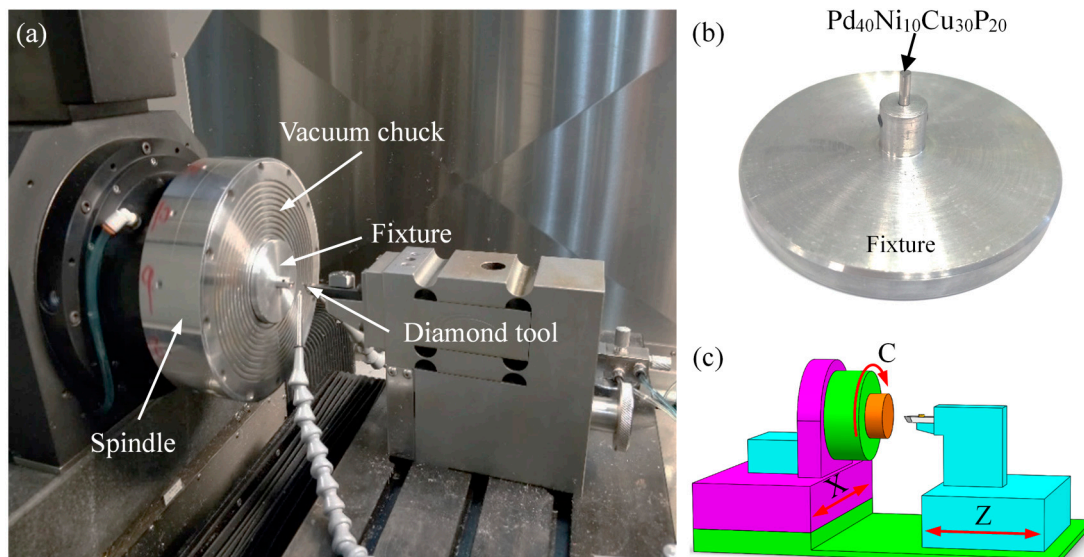 (a)
Vacuum chuck
Fixture
Diamond tool
Spindle
(b)
Pd₄₀Ni₁₀Cu₃₀P₂₀
Fixture
(c)
C
X
Z